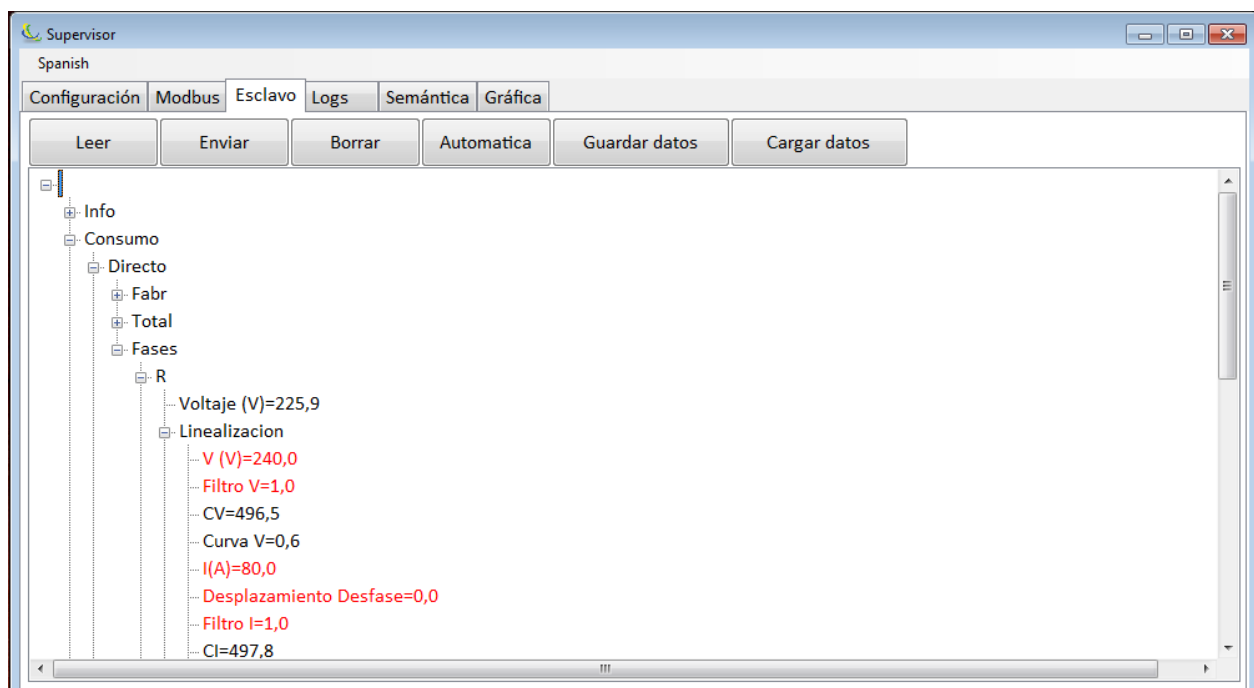 Supervisor
Spanish
Configuración Modbus Esclavo Logs Semántica Gráfica
Leer Enviar Borrar Automatica Guardar datos Cargar datos
Info
Consumo
Directo
Fabr
Total
Fases
R
Voltaje (V)=225,9
Linealizacion
V (V)=240,0
Filtro V=1,0
CV=496,5
Curva V=0,6
I(A)=80,0
Desplazamiento Desfase=0,0
Filtro I=1,0
CI=497,8